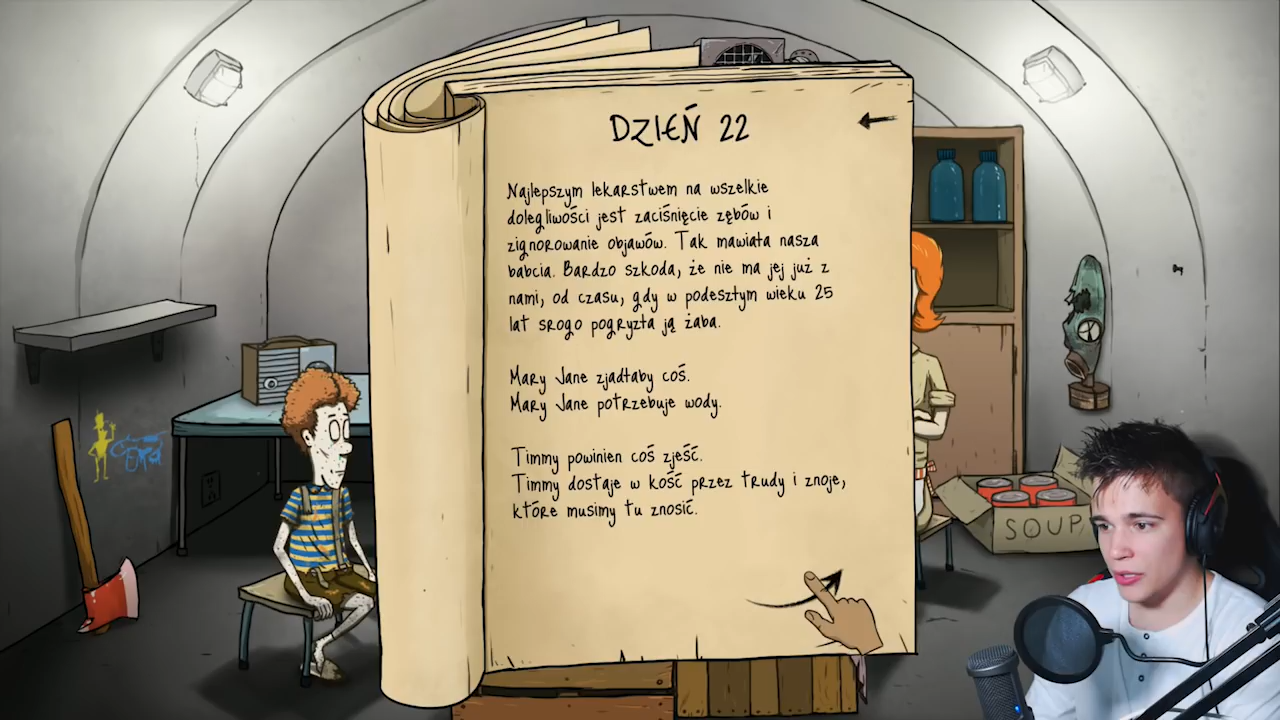 DZIEŃ 22
Najlepszym lekarstwem na wszelkie
dolegliwości jest zaciśnięcie zębów i
zignorowanie objawów. Tak mawiała nasza
babcia. Bardzo szkoda, że nie ma jej już z
nami, od czasu, gdy w podeszłym wieku 25
lat srogo pogryzła ją żaba.
Mary Jane zjadłaby coś.
Mary Jane potrzebuje wody.
Timmy powinien coś zjeść.
Timmy dostaje w kość przez trudy i znoje,
które musimy tu znosić.
SOUP